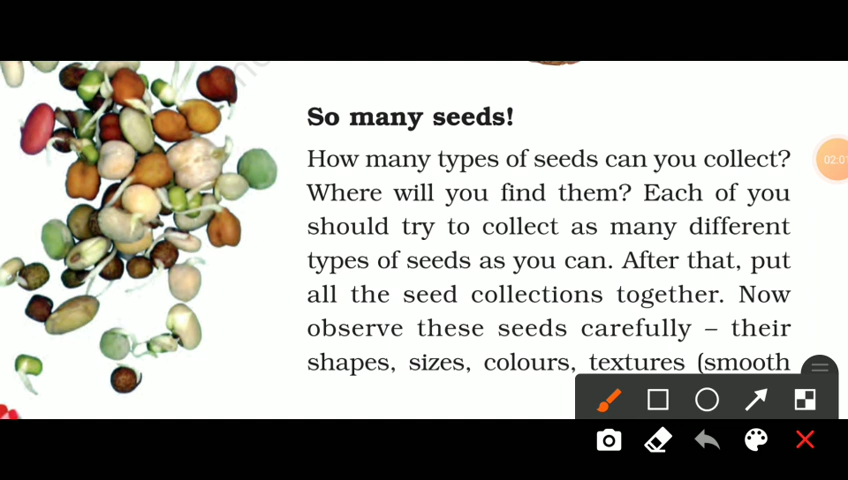 So many seeds!
How many types of seeds can you collect?
Where will you find them? Each of you
should try to collect as many different
types of seeds as you can. After that, put
all the seed collections together. Now
observe these seeds carefully – their
shapes, sizes, colours, textures (smooth
02:01